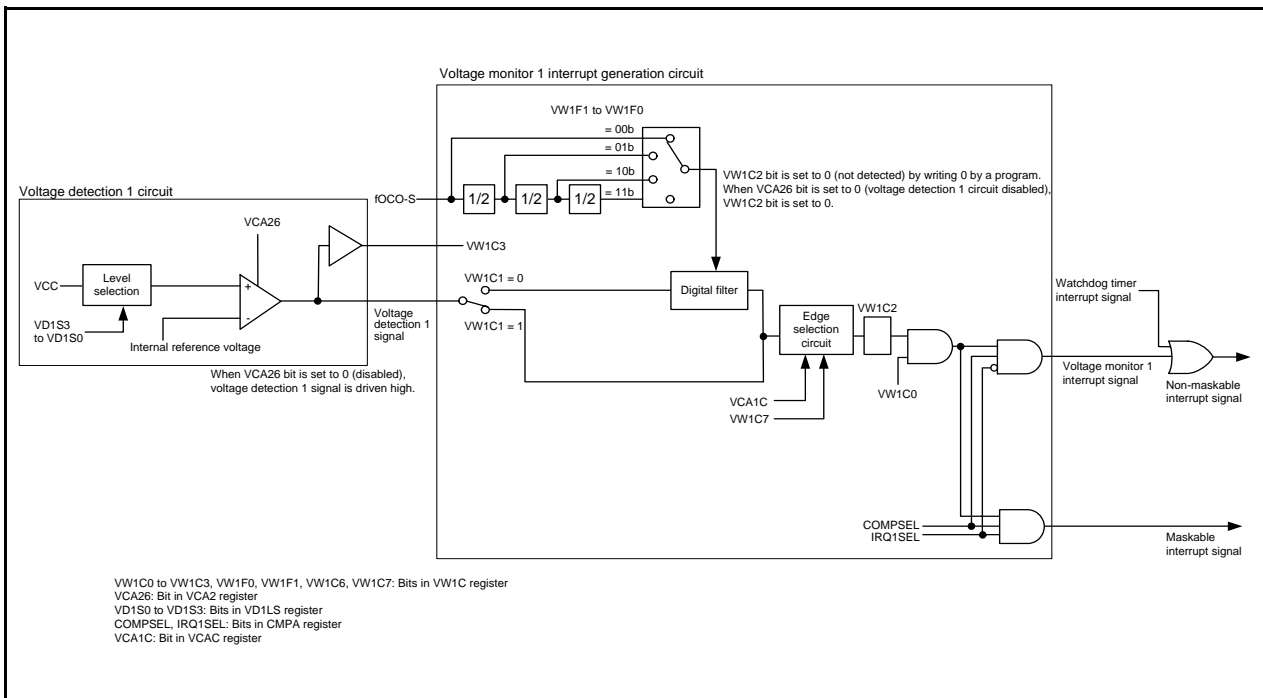 Voltage monitor 1 interrupt generation circuit
VW1F1 to VW1F0
= 00b
= 01b
= 10b
= 11b
fOCO-S
1/2
1/2
1/2
VW1C2 bit is set to 0 (not detected) by writing 0 by a program.
When VCA26 bit is set to 0 (voltage detection 1 circuit disabled),
VW1C2 bit is set to 0.
Voltage detection 1 circuit
VCA26
VW1C3
VCC
Level
selection
+
-
VD1S3
to VD1S0
Internal reference voltage
When VCA26 bit is set to 0 (disabled),
voltage detection 1 signal is driven high.
Voltage
detection 1
signal
VW1C1 = 0
VW1C1 = 1
Digital filter
Edge
selection
circuit
VW1C2
VCA1C
VW1C7
VW1C0
Watchdog timer
interrupt signal
Voltage monitor 1
interrupt signal
Non-maskable
interrupt signal
COMPSEL
IRQ1SEL
Maskable
interrupt signal
VW1C0 to VW1C3, VW1F0, VW1F1, VW1C6, VW1C7: Bits in VW1C register
VCA26: Bit in VCA2 register
VD1S0 to VD1S3: Bits in VD1LS register
COMPSEL, IRQ1SEL: Bits in CMPA register
VCA1C: Bit in VCAC register